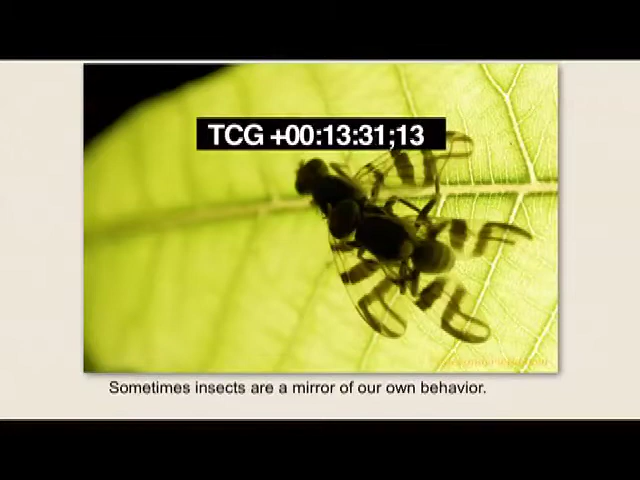 TCG +00:13:31;13
Sometimes insects are a mirror of our own behavior.